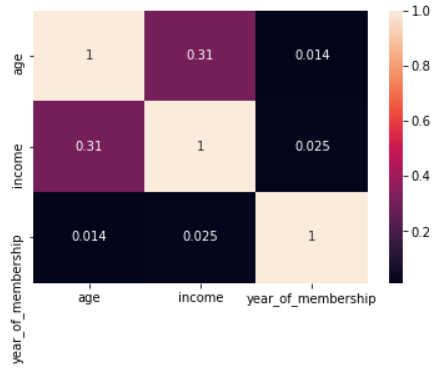 age 1 0.31 0.014
income 0.31 1 0.025
year_of_membership 0.014 0.025 1
age income year_of_membership
1.0
0.8
0.6
0.4
0.2